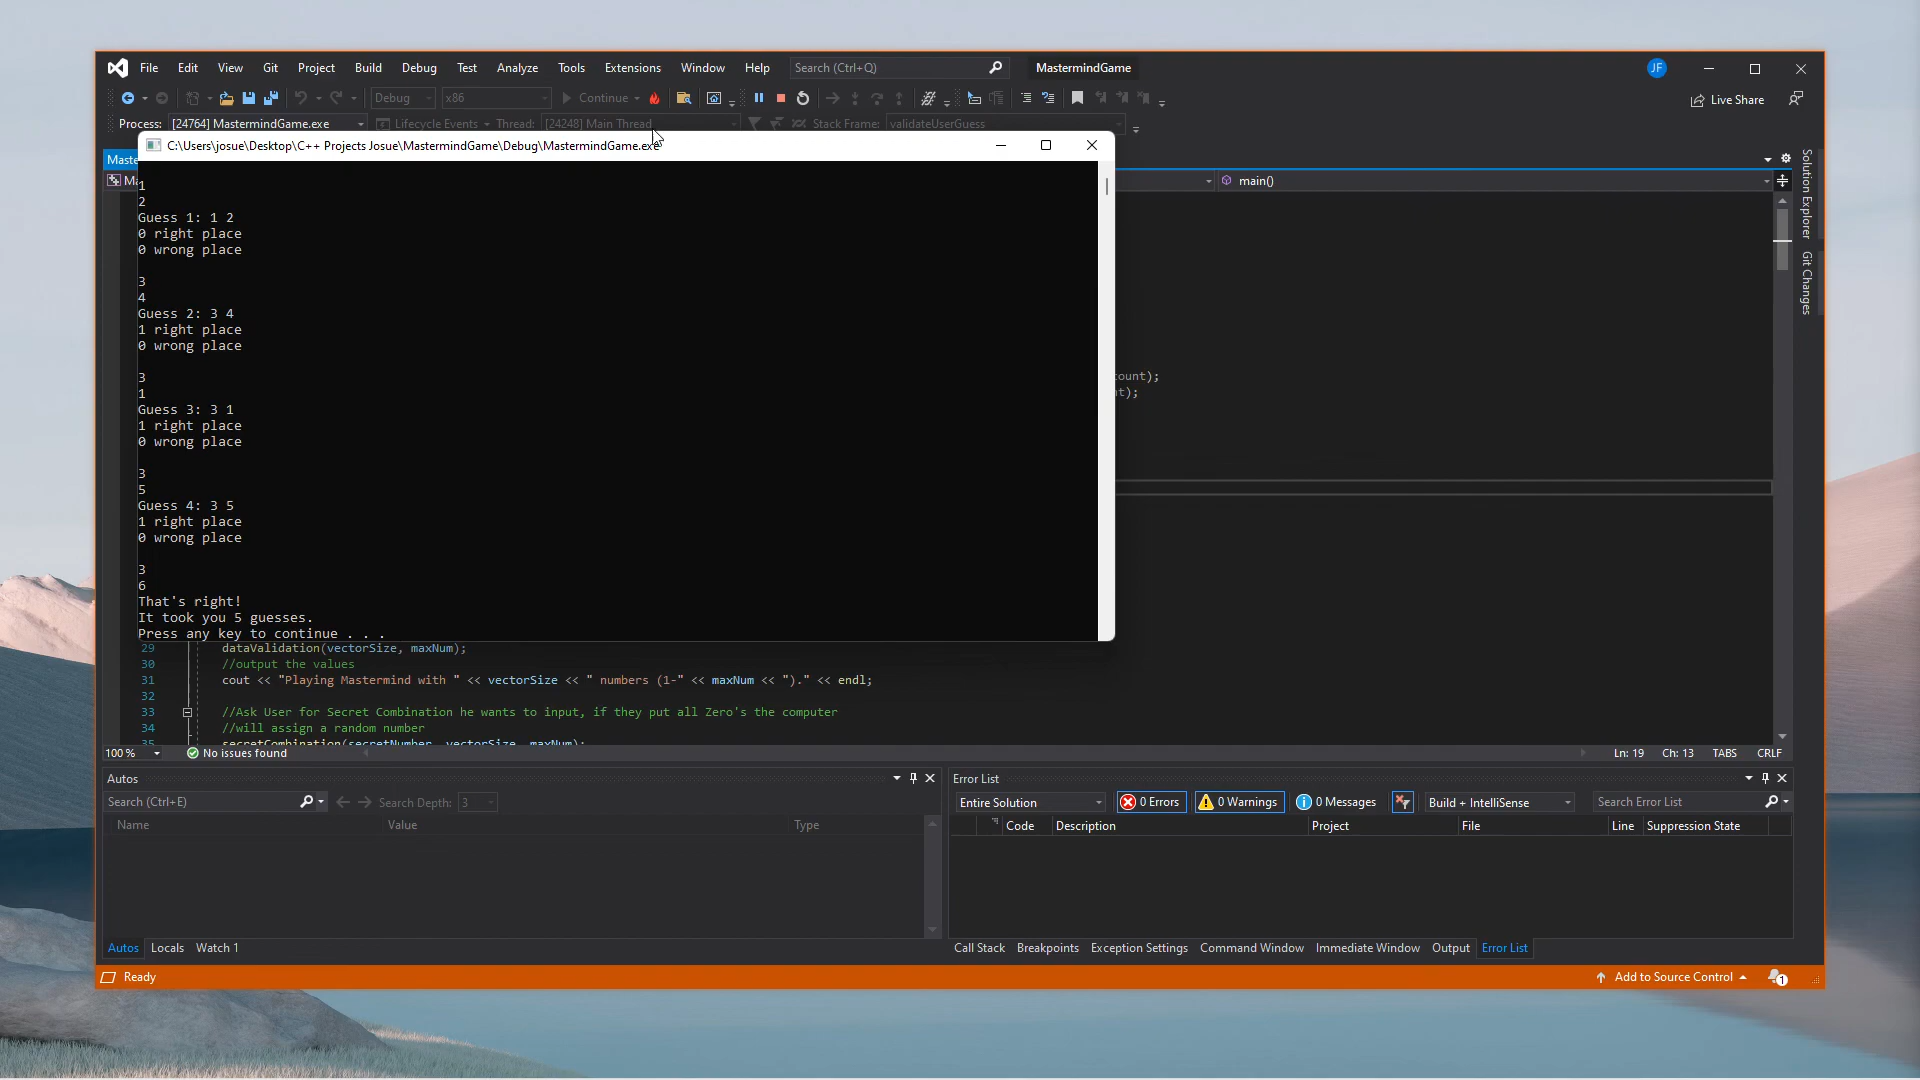 File Edit View Git Project Build Debug Test Analyze Tools Extensions Window Help Search (Ctrl+Q) MastermindGame JF
Debug x86 Continue Live Share
Process: [24764] MastermindGame.exe Lifecycle Events Thread: [24248] Main Thread Stack Frame: validateUserGuess
C:\Users\josue\Desktop\C++ Projects Josue\MastermindGame\Debug\MastermindGame.exe
main()
Solution Explorer
Git Changes
1
2
Guess 1: 1 2
0 right place
0 wrong place
3
4
Guess 2: 3 4
1 right place
0 wrong place
3
1
Guess 3: 3 1
1 right place
0 wrong place
3
5
Guess 4: 3 5
1 right place
0 wrong place
3
6
That's right!
It took you 5 guesses.
Press any key to continue . . .
ount);
t);
29 dataValidation(vectorSize, maxNum);
30 //output the values
31 cout << "Playing Mastermind with " << vectorSize << " numbers (1-" << maxNum << ")." << endl;
32
33 //Ask User for Secret Combination he wants to input, if they put all Zero's the computer
34 //will assign a random number
35 secretCombination(secretNumber, vectorSize, maxNum);
100 % No issues found Ln: 19 Ch: 13 TABS CRLF
Autos
Search (Ctrl+E) Search Depth: 3
Name Value Type
Autos Locals Watch 1
Error List
Entire Solution 0 Errors 0 Warnings 0 Messages Build + IntelliSense Search Error List
Code Description Project File Line Suppression State
Call Stack Breakpoints Exception Settings Command Window Immediate Window Output Error List
Ready Add to Source Control 1